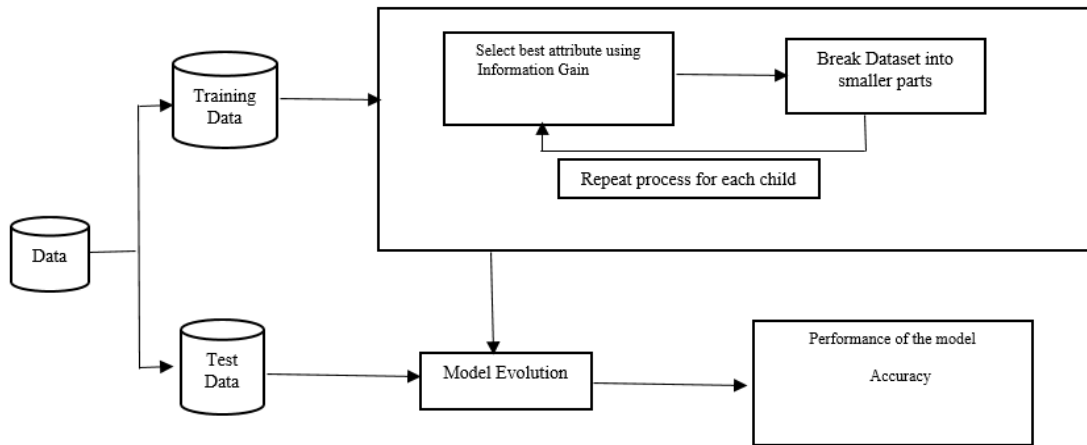 Select best attribute using
Information Gain
Break Dataset into
smaller parts
Training
Data
Repeat process for each child
Data
Test
Data
Model Evolution
Performance of the model
Accuracy